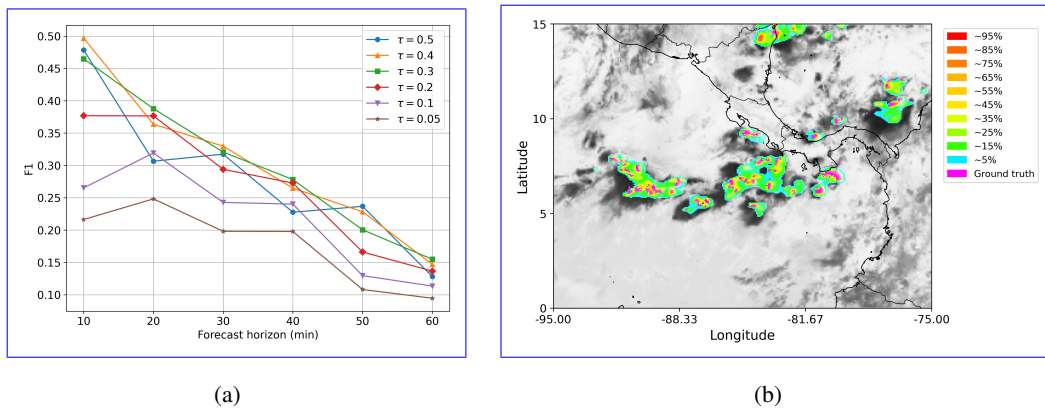 0.50
0.45
0.40
0.35
0.30
0.25
0.20
0.15
0.10
F1
10 20 30 40 50 60
Forecast horizon (min)
τ = 0.5
τ = 0.4
τ = 0.3
τ = 0.2
τ = 0.1
τ = 0.05
(a)
15
10
5
0
Latitude
-95.00 -88.33 -81.67 -75.00
Longitude
~95%
~85%
~75%
~65%
~55%
~45%
~35%
~25%
~15%
~5%
Ground truth
(b)